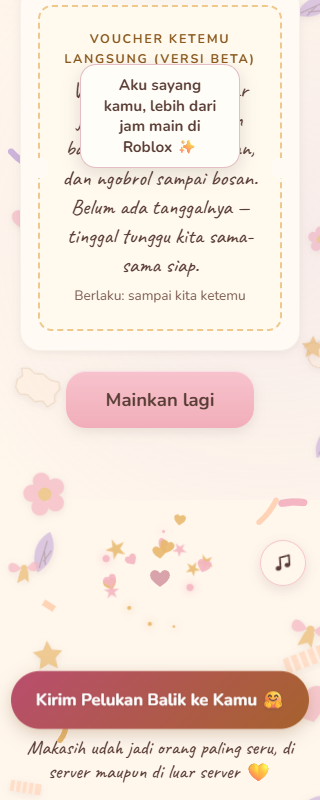 VOUCHER KETEMU
LANGSUNG (VERSI BETA)
Aku sayang
kamu, lebih dari
jam main di
Roblox ✨
dan ngobrol sampai bosan.
Belum ada tanggalnya —
tinggal tunggu kita sama-
sama siap.
Berlaku: sampai kita ketemu
Mainkan lagi
Kirim Pelukan Balik ke Kamu 🤗
Makasih udah jadi orang paling seru, di
server maupun di luar server 💛